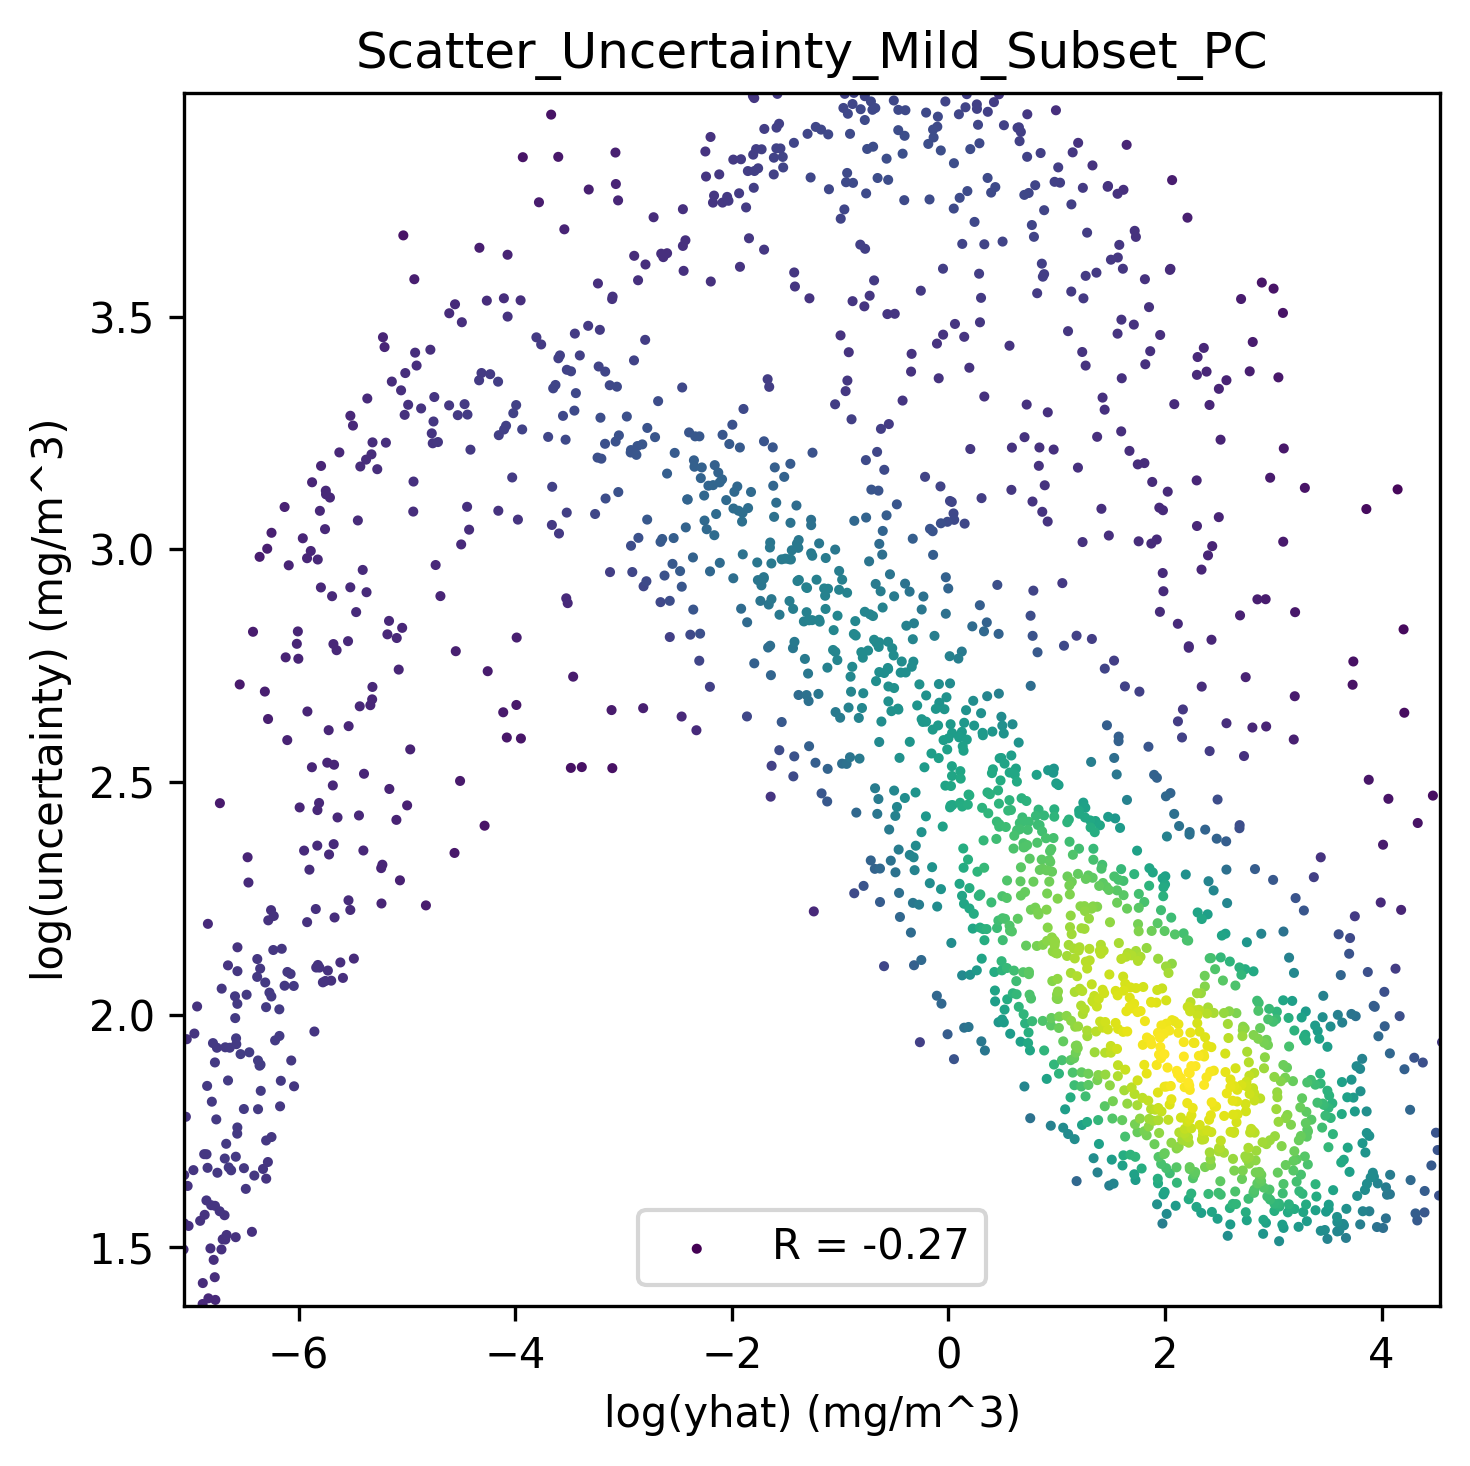 Scatter_Uncertainty_Mild_Subset_PC
log(uncertainty) (mg/m^3)
3.5
3.0
2.5
2.0
1.5
R = -0.27
−6 −4 −2 0 2 4
log(yhat) (mg/m^3)